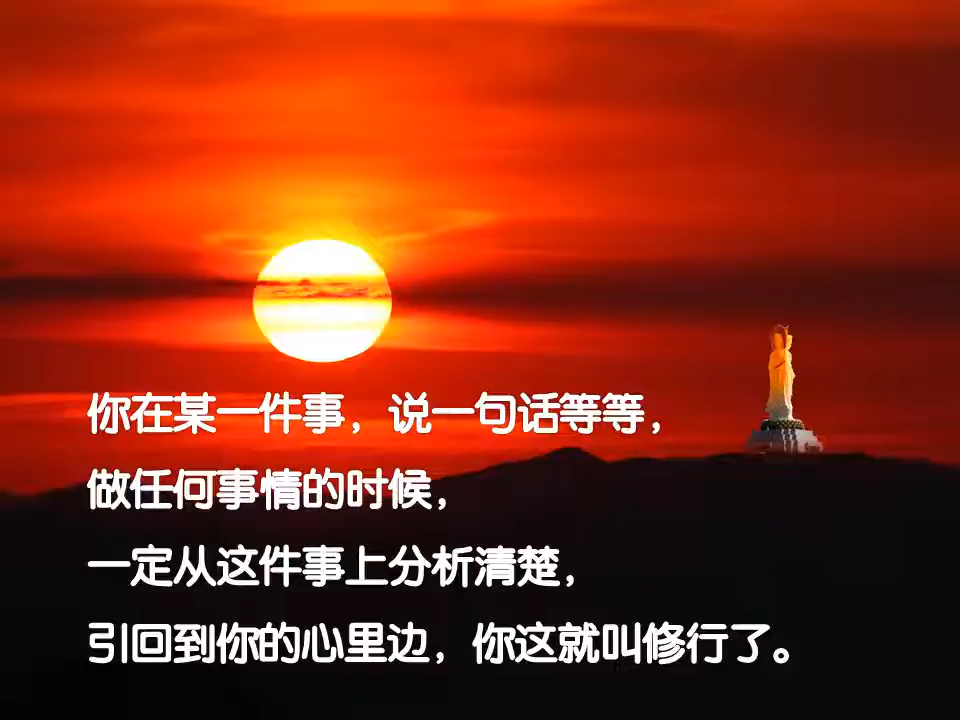 你在某一件事，说一句话等等，
做任何事情的时候，
一定从这件事上分析清楚，
引回到你的心里边，你这就叫修行了。